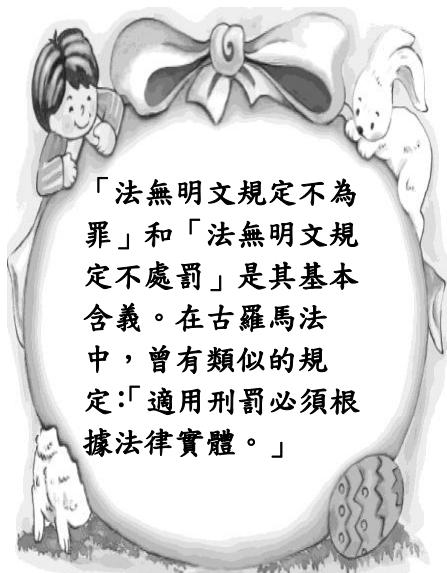 「法無明文規定不為
罪」和「法無明文規
定不處罰」是其基本
含義。在古羅馬法
中，曾有類似的規
定：「適用刑罰必須根
據法律實體。」